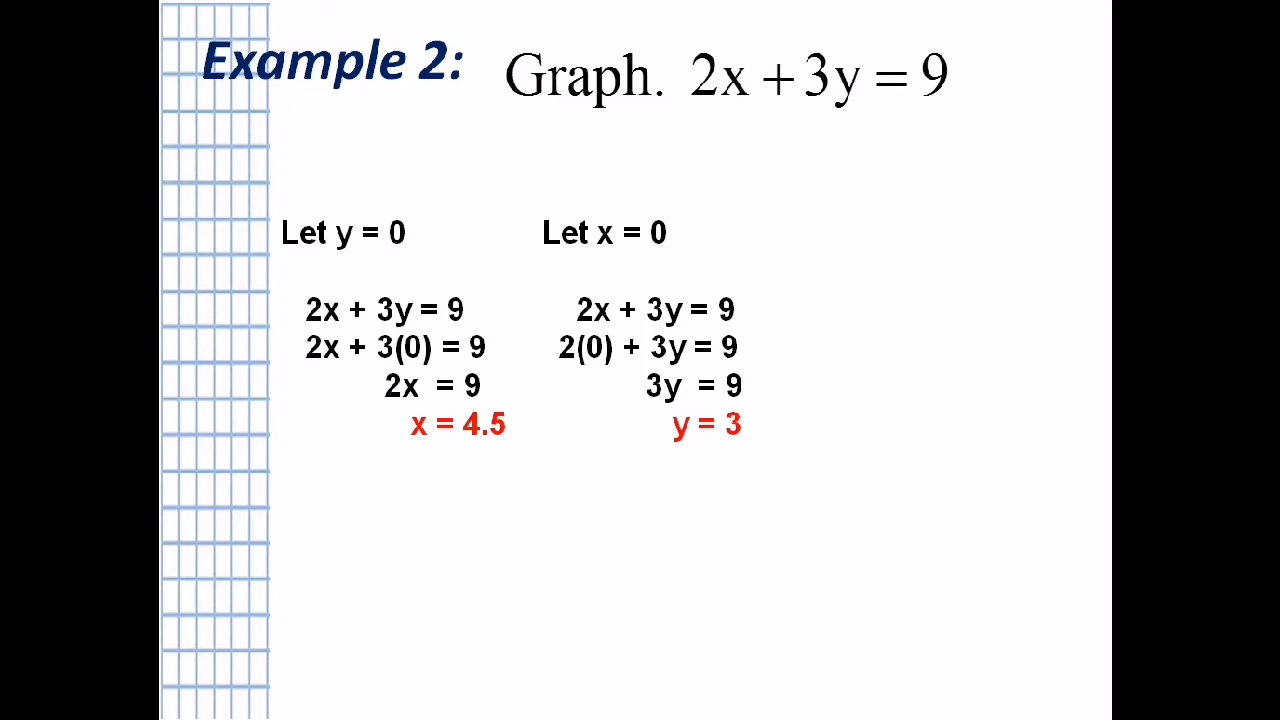 Example 2: Graph. 2x + 3y = 9
Let y = 0
2x + 3y = 9
2x + 3(0) = 9
2x = 9
x = 4.5
Let x = 0
2x + 3y = 9
2(0) + 3y = 9
3y = 9
y = 3